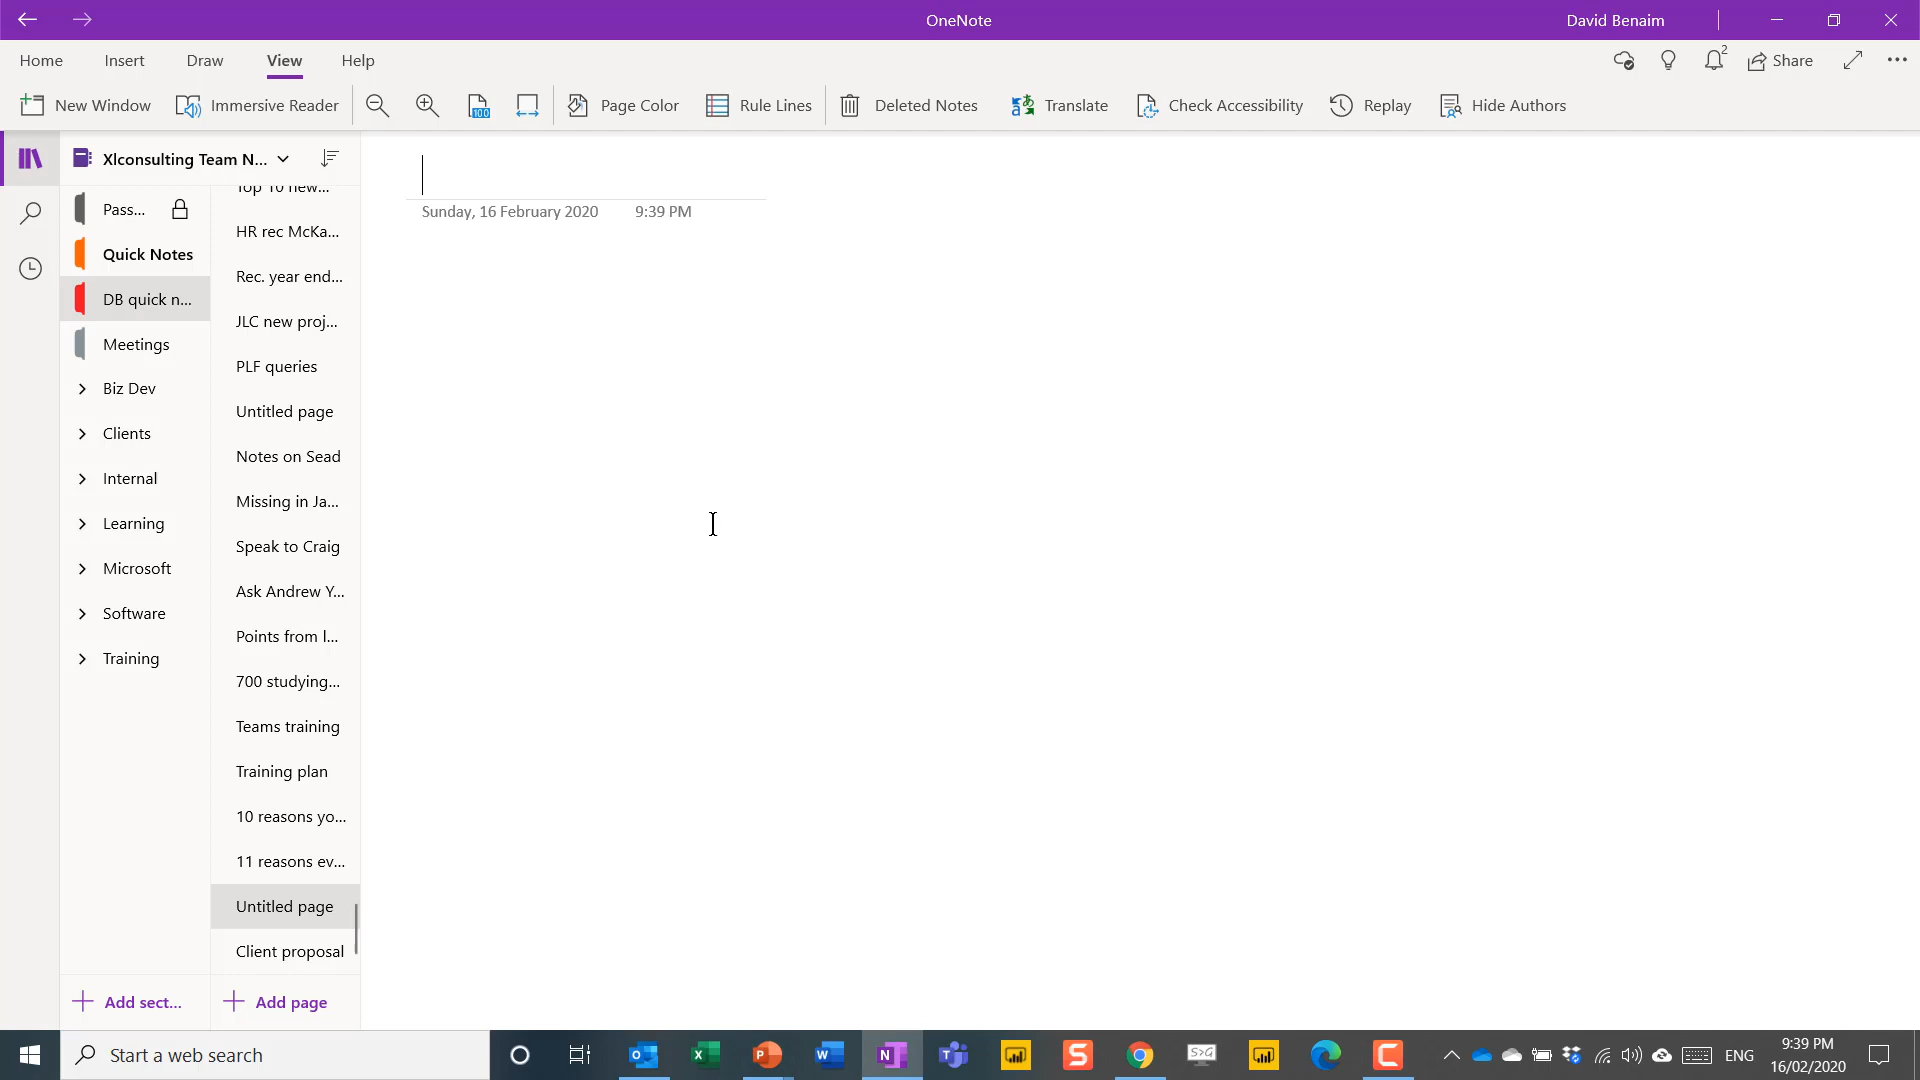 OneNote
David Benaim
Home
Insert
Draw
View
Help
2
Share
New Window
Immersive Reader
100
Page Color
Rule Lines
Deleted Notes
Translate
Check Accessibility
Replay
Hide Authors
Xlconsulting Team N...
Pass...
Quick Notes
DB quick n...
Meetings
Biz Dev
Clients
Internal
Learning
Microsoft
Software
Training
Add sect...
Top 10 new...
HR rec McKa...
Rec. year end...
JLC new proj...
PLF queries
Untitled page
Notes on Sead
Missing in Ja...
Speak to Craig
Ask Andrew Y...
Points from l...
700 studying...
Teams training
Training plan
10 reasons yo...
11 reasons ev...
Untitled page
Client proposal
Add page
Sunday, 16 February 2020 9:39 PM
Start a web search
ENG
9:39 PM
16/02/2020